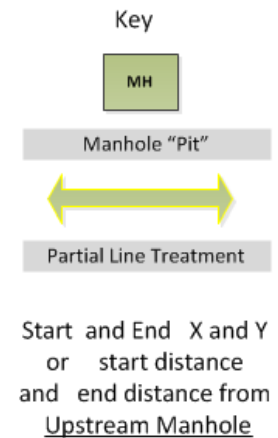 Key
MH
Manhole “Pit”
Partial Line Treatment
Start and End X and Y
or start distance
and end distance from
Upstream Manhole